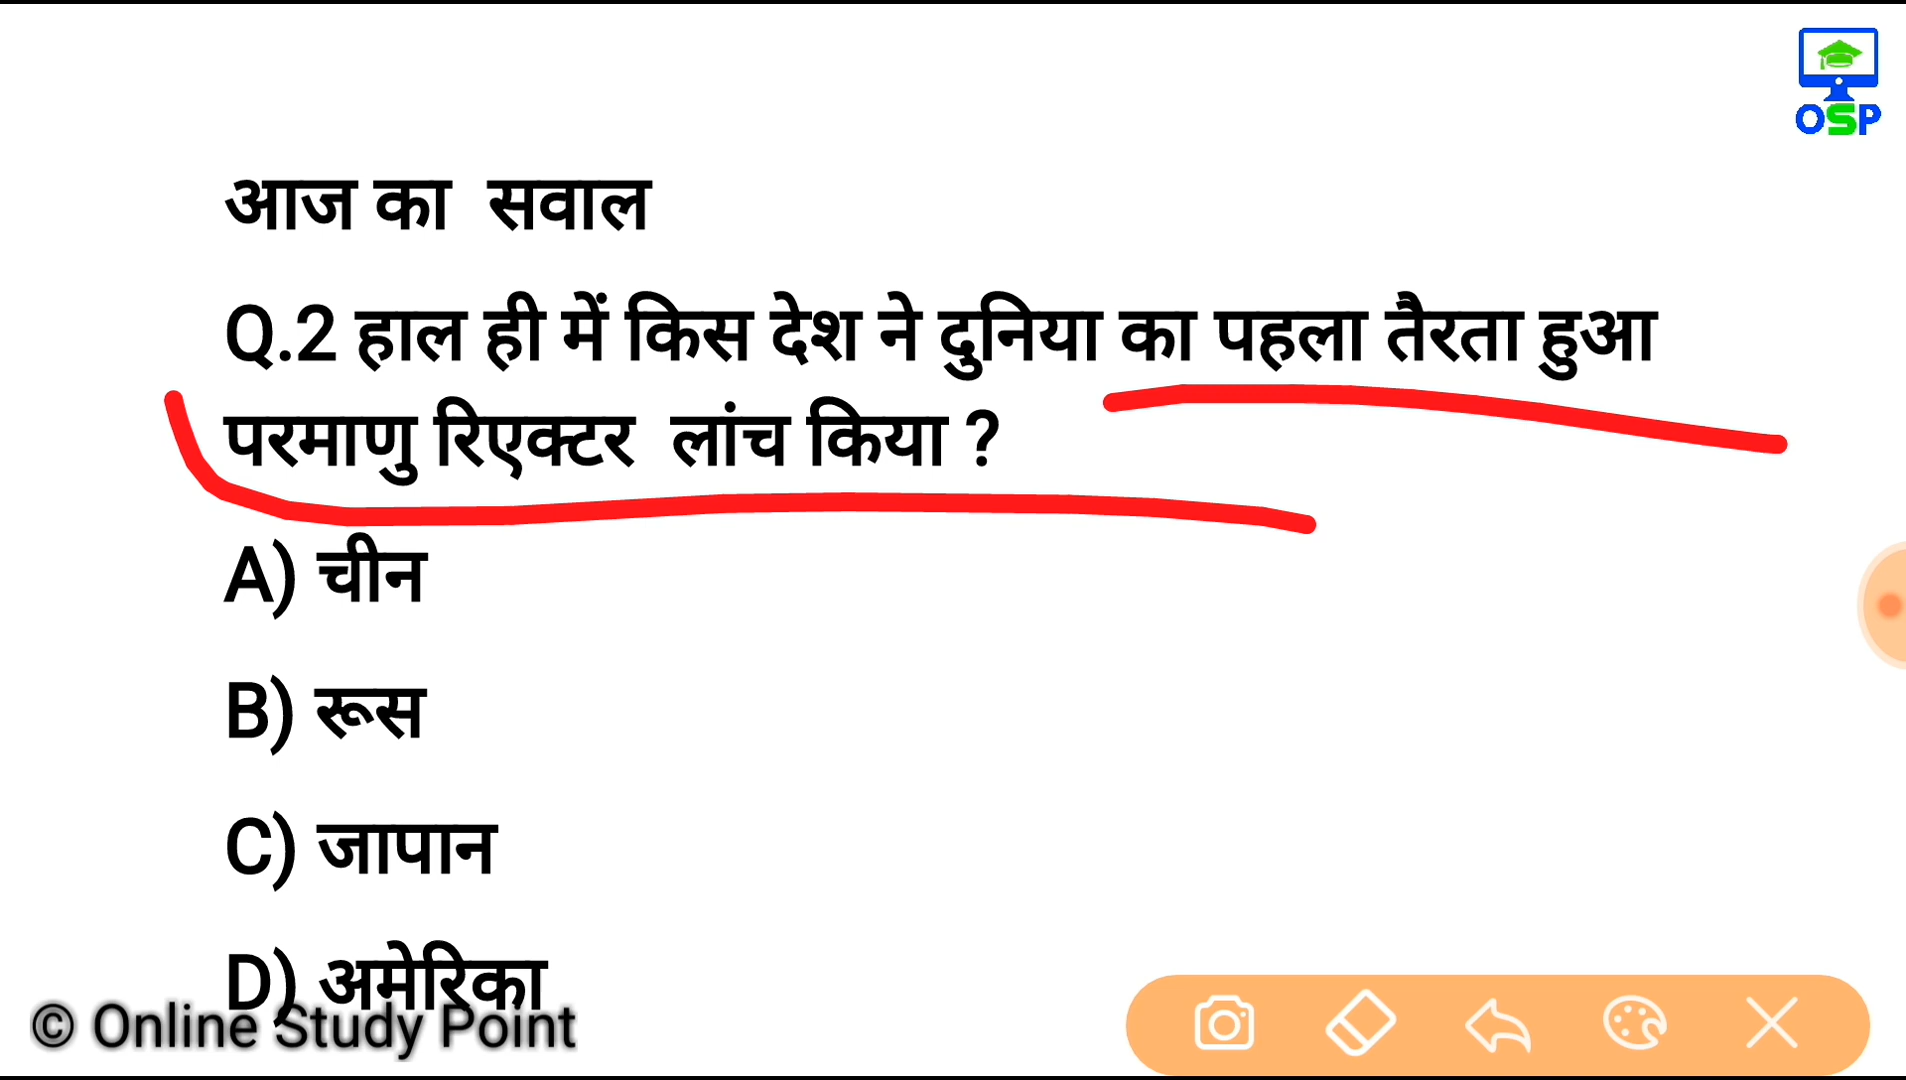 OSP
आज का सवाल
Q.2 हाल ही में किस देश ने दुनिया का पहला तैरता हुआ
परमाणु रिएक्टर लांच किया ?
A) चीन
B) रूस
C) जापान
D) अमेरिका
© Online Study Point